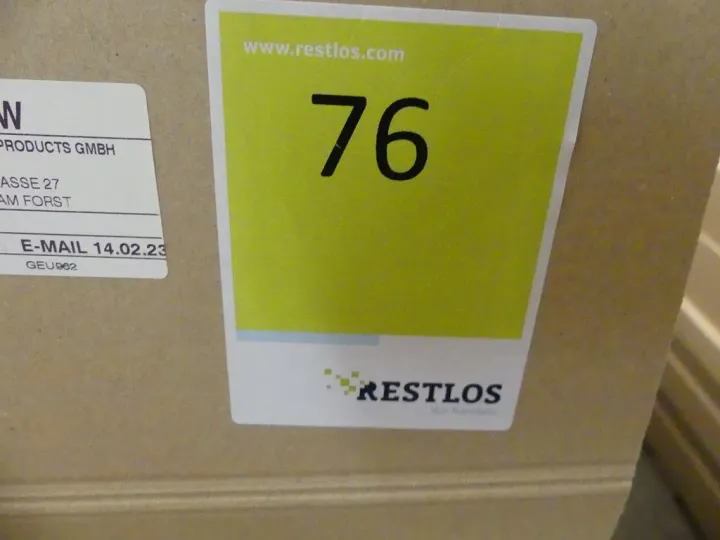 W
PRODUCTS GMBH
ASSE 27
AM FORST
E-MAIL 14.02.23
GEU962
www.restlos.com
76
RESTLOS